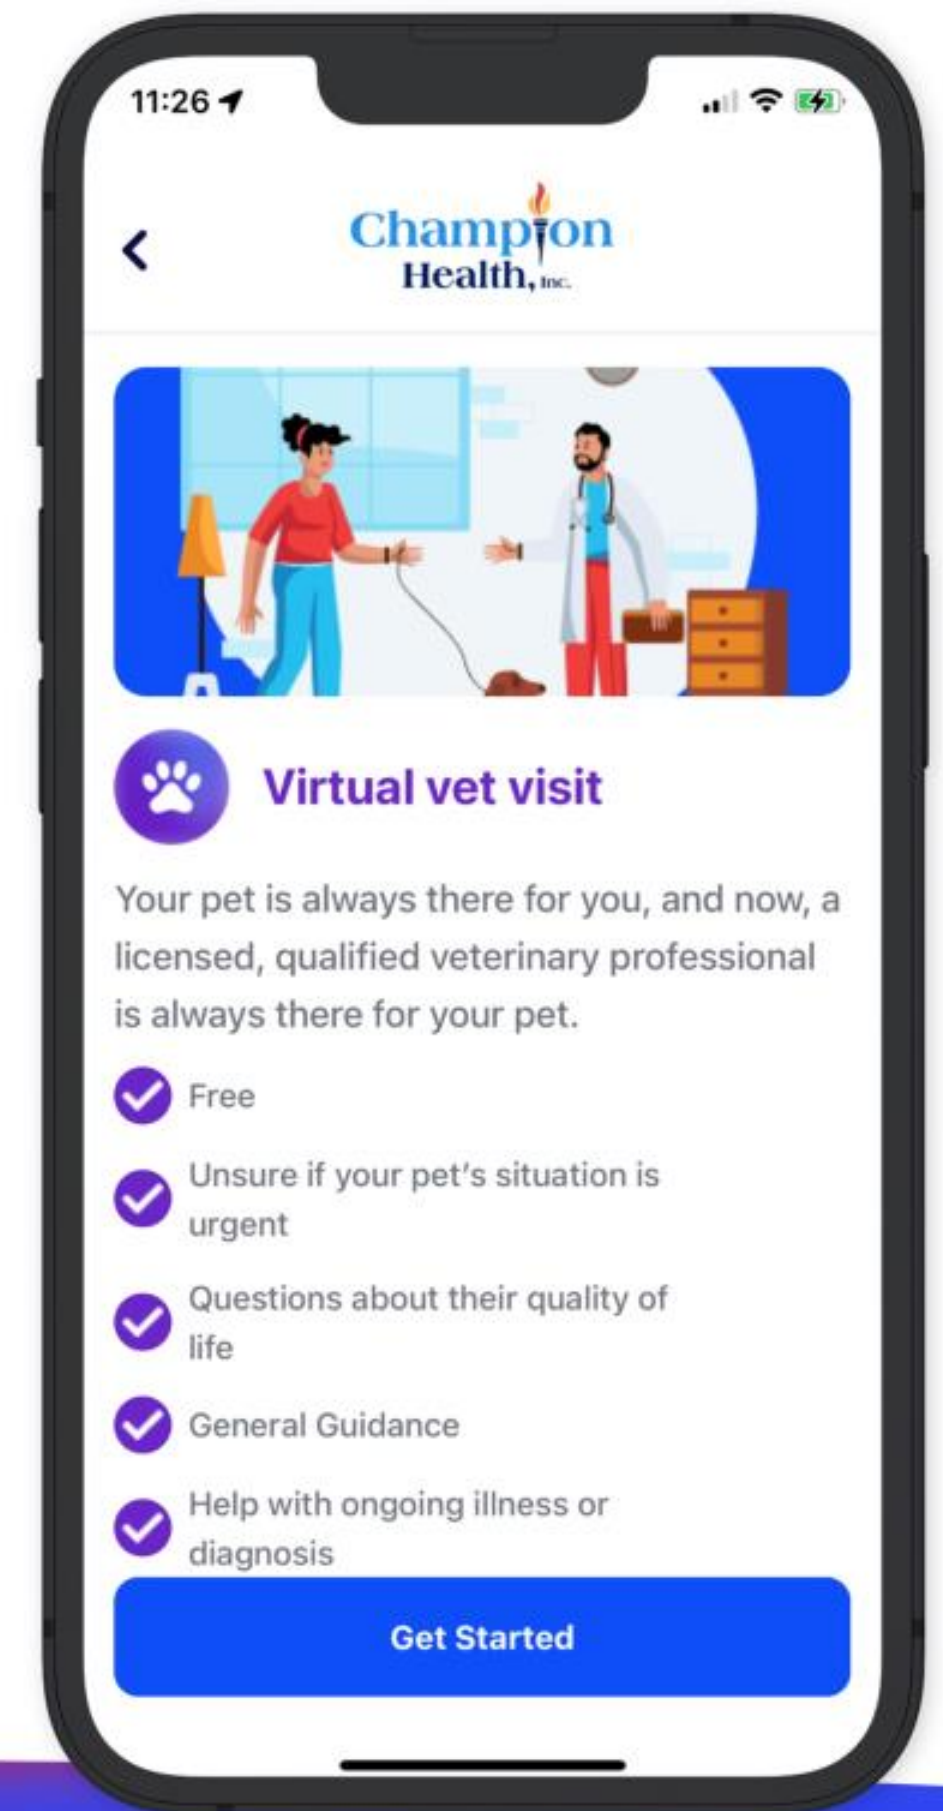 11:26
Champion
Health, Inc.
Virtual vet visit
Your pet is always there for you, and now, a
licensed, qualified veterinary professional
is always there for your pet.
Free
Unsure if your pet's situation is
urgent
Questions about their quality of
life
General Guidance
Help with ongoing illness or
diagnosis
Get Started